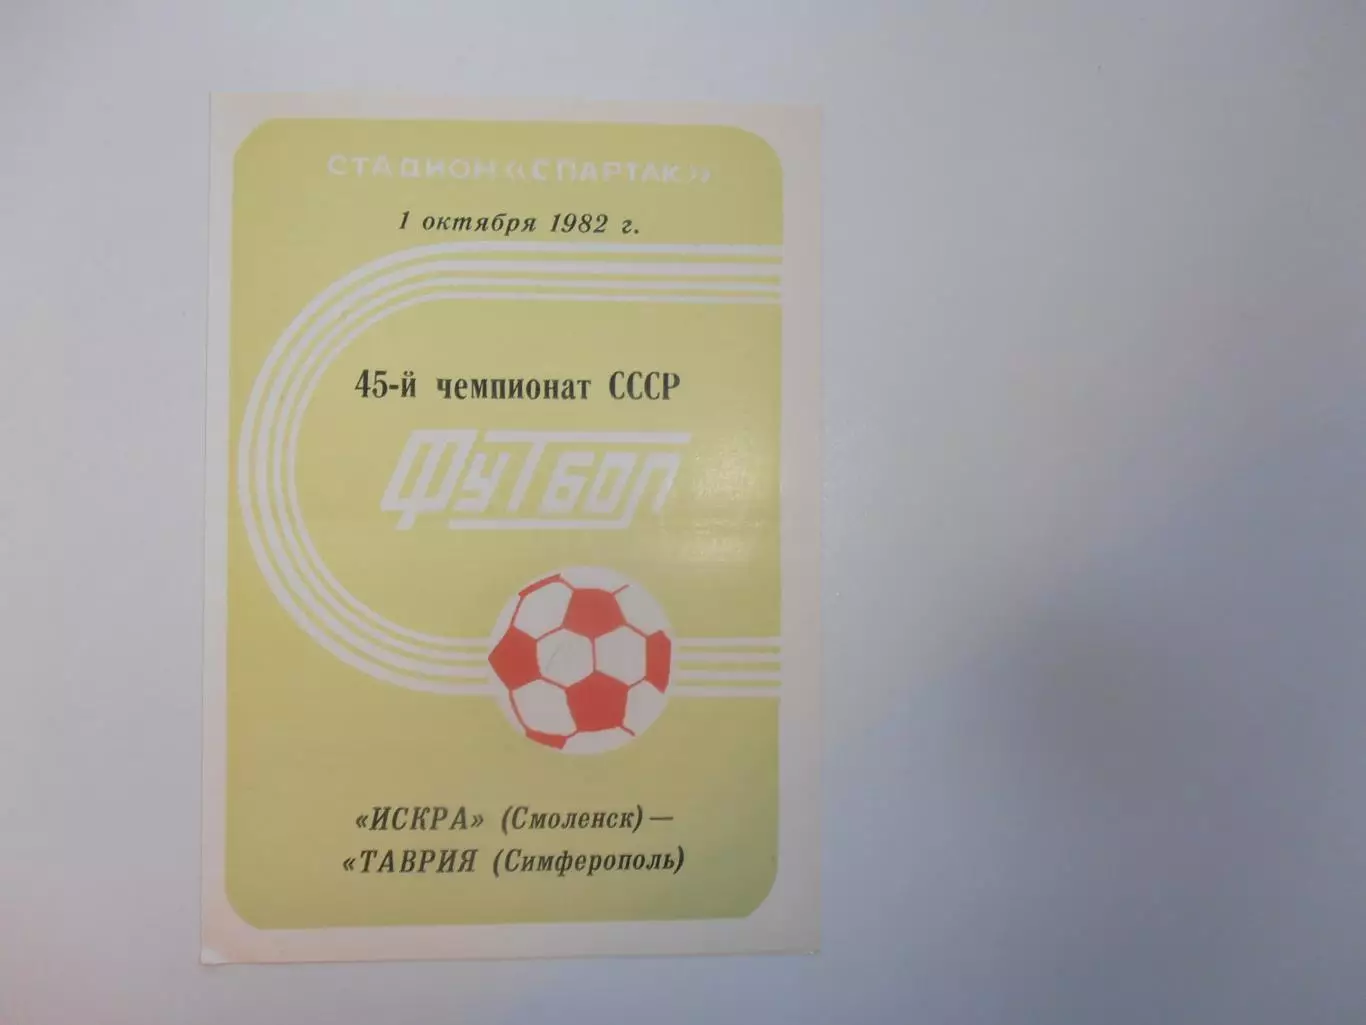 СТАДИОН «СПАРТАК»
1 октября 1982 г.
45-й чемпионат СССР
ФУТБОЛ
«ИСКРА» (Смоленск) —
«ТАВРИЯ (Симферополь)